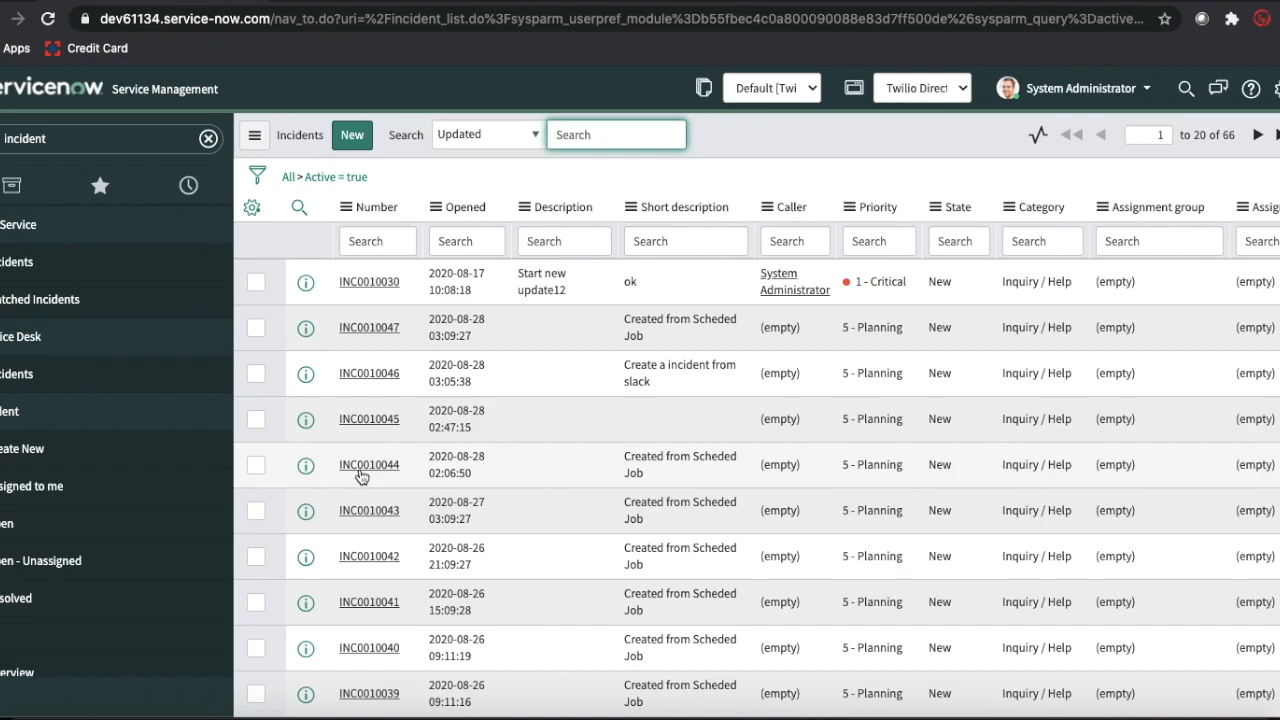 dev61134.service-now.com/nav_to.do?uri=%2Fincident_list.do%3Fsysparm_userpref_module%3Db55fbec4c0a800090088e83d7ff500de%26sysparm_query%3Dactive...
Apps Credit Card
ervicenow Service Management Default [Twi Twilio Direct System Administrator
incident Incidents New Search Updated Search 1 to 20 of 66
All > Active = true
Number Opened Description Short description Caller Priority State Category Assignment group Assig
Search Search Search Search Search Search Search Search Search Search
Service
cidents
atched Incidents
ice Desk
cidents
dent
eate New
signed to me
pen
pen - Unassigned
solved
erview
INC0010030 2020-08-17 10:08:18 Start new update12 ok System Administrator 1 - Critical New Inquiry / Help (empty) (empty)
INC0010047 2020-08-28 03:09:27 Created from Scheded Job (empty) 5 - Planning New Inquiry / Help (empty) (empty)
INC0010046 2020-08-28 03:05:38 Create a incident from slack (empty) 5 - Planning New Inquiry / Help (empty) (empty)
INC0010045 2020-08-28 02:47:15 (empty) 5 - Planning New Inquiry / Help (empty) (empty)
INC0010044 2020-08-28 02:06:50 Created from Scheded Job (empty) 5 - Planning New Inquiry / Help (empty) (empty)
INC0010043 2020-08-27 03:09:27 Created from Scheded Job (empty) 5 - Planning New Inquiry / Help (empty) (empty)
INC0010042 2020-08-26 21:09:27 Created from Scheded Job (empty) 5 - Planning New Inquiry / Help (empty) (empty)
INC0010041 2020-08-26 15:09:28 Created from Scheded Job (empty) 5 - Planning New Inquiry / Help (empty) (empty)
INC0010040 2020-08-26 09:11:19 Created from Scheded Job (empty) 5 - Planning New Inquiry / Help (empty) (empty)
INC0010039 2020-08-26 09:11:16 Created from Scheded Job (empty) 5 - Planning New Inquiry / Help (empty) (empty)